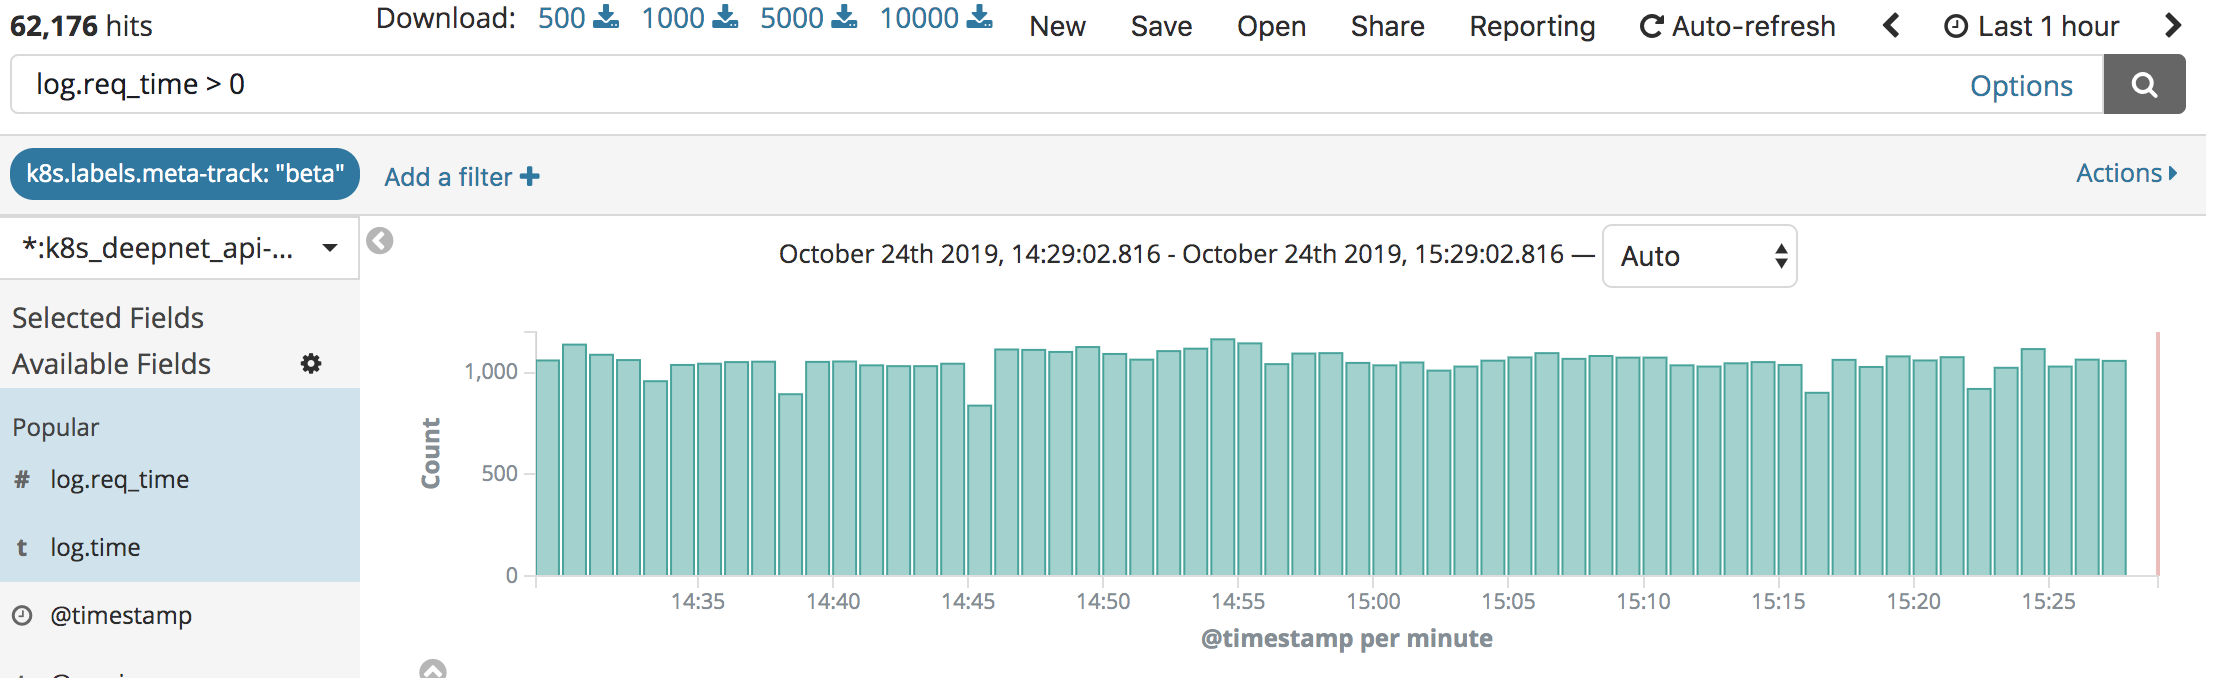 62,176 hits
Download: 500 1000 5000 10000
New Save Open Share Reporting Auto-refresh Last 1 hour
log.req_time > 0
Options
k8s.labels.meta-track: "beta"
Add a filter
Actions
*:k8s_deepnet_api-...
Selected Fields
Available Fields
Popular
# log.req_time
t log.time
@timestamp
October 24th 2019, 14:29:02.816 - October 24th 2019, 15:29:02.816 — Auto
Count
1,000
500
0
14:35 14:40 14:45 14:50 14:55 15:00 15:05 15:10 15:15 15:20 15:25
@timestamp per minute